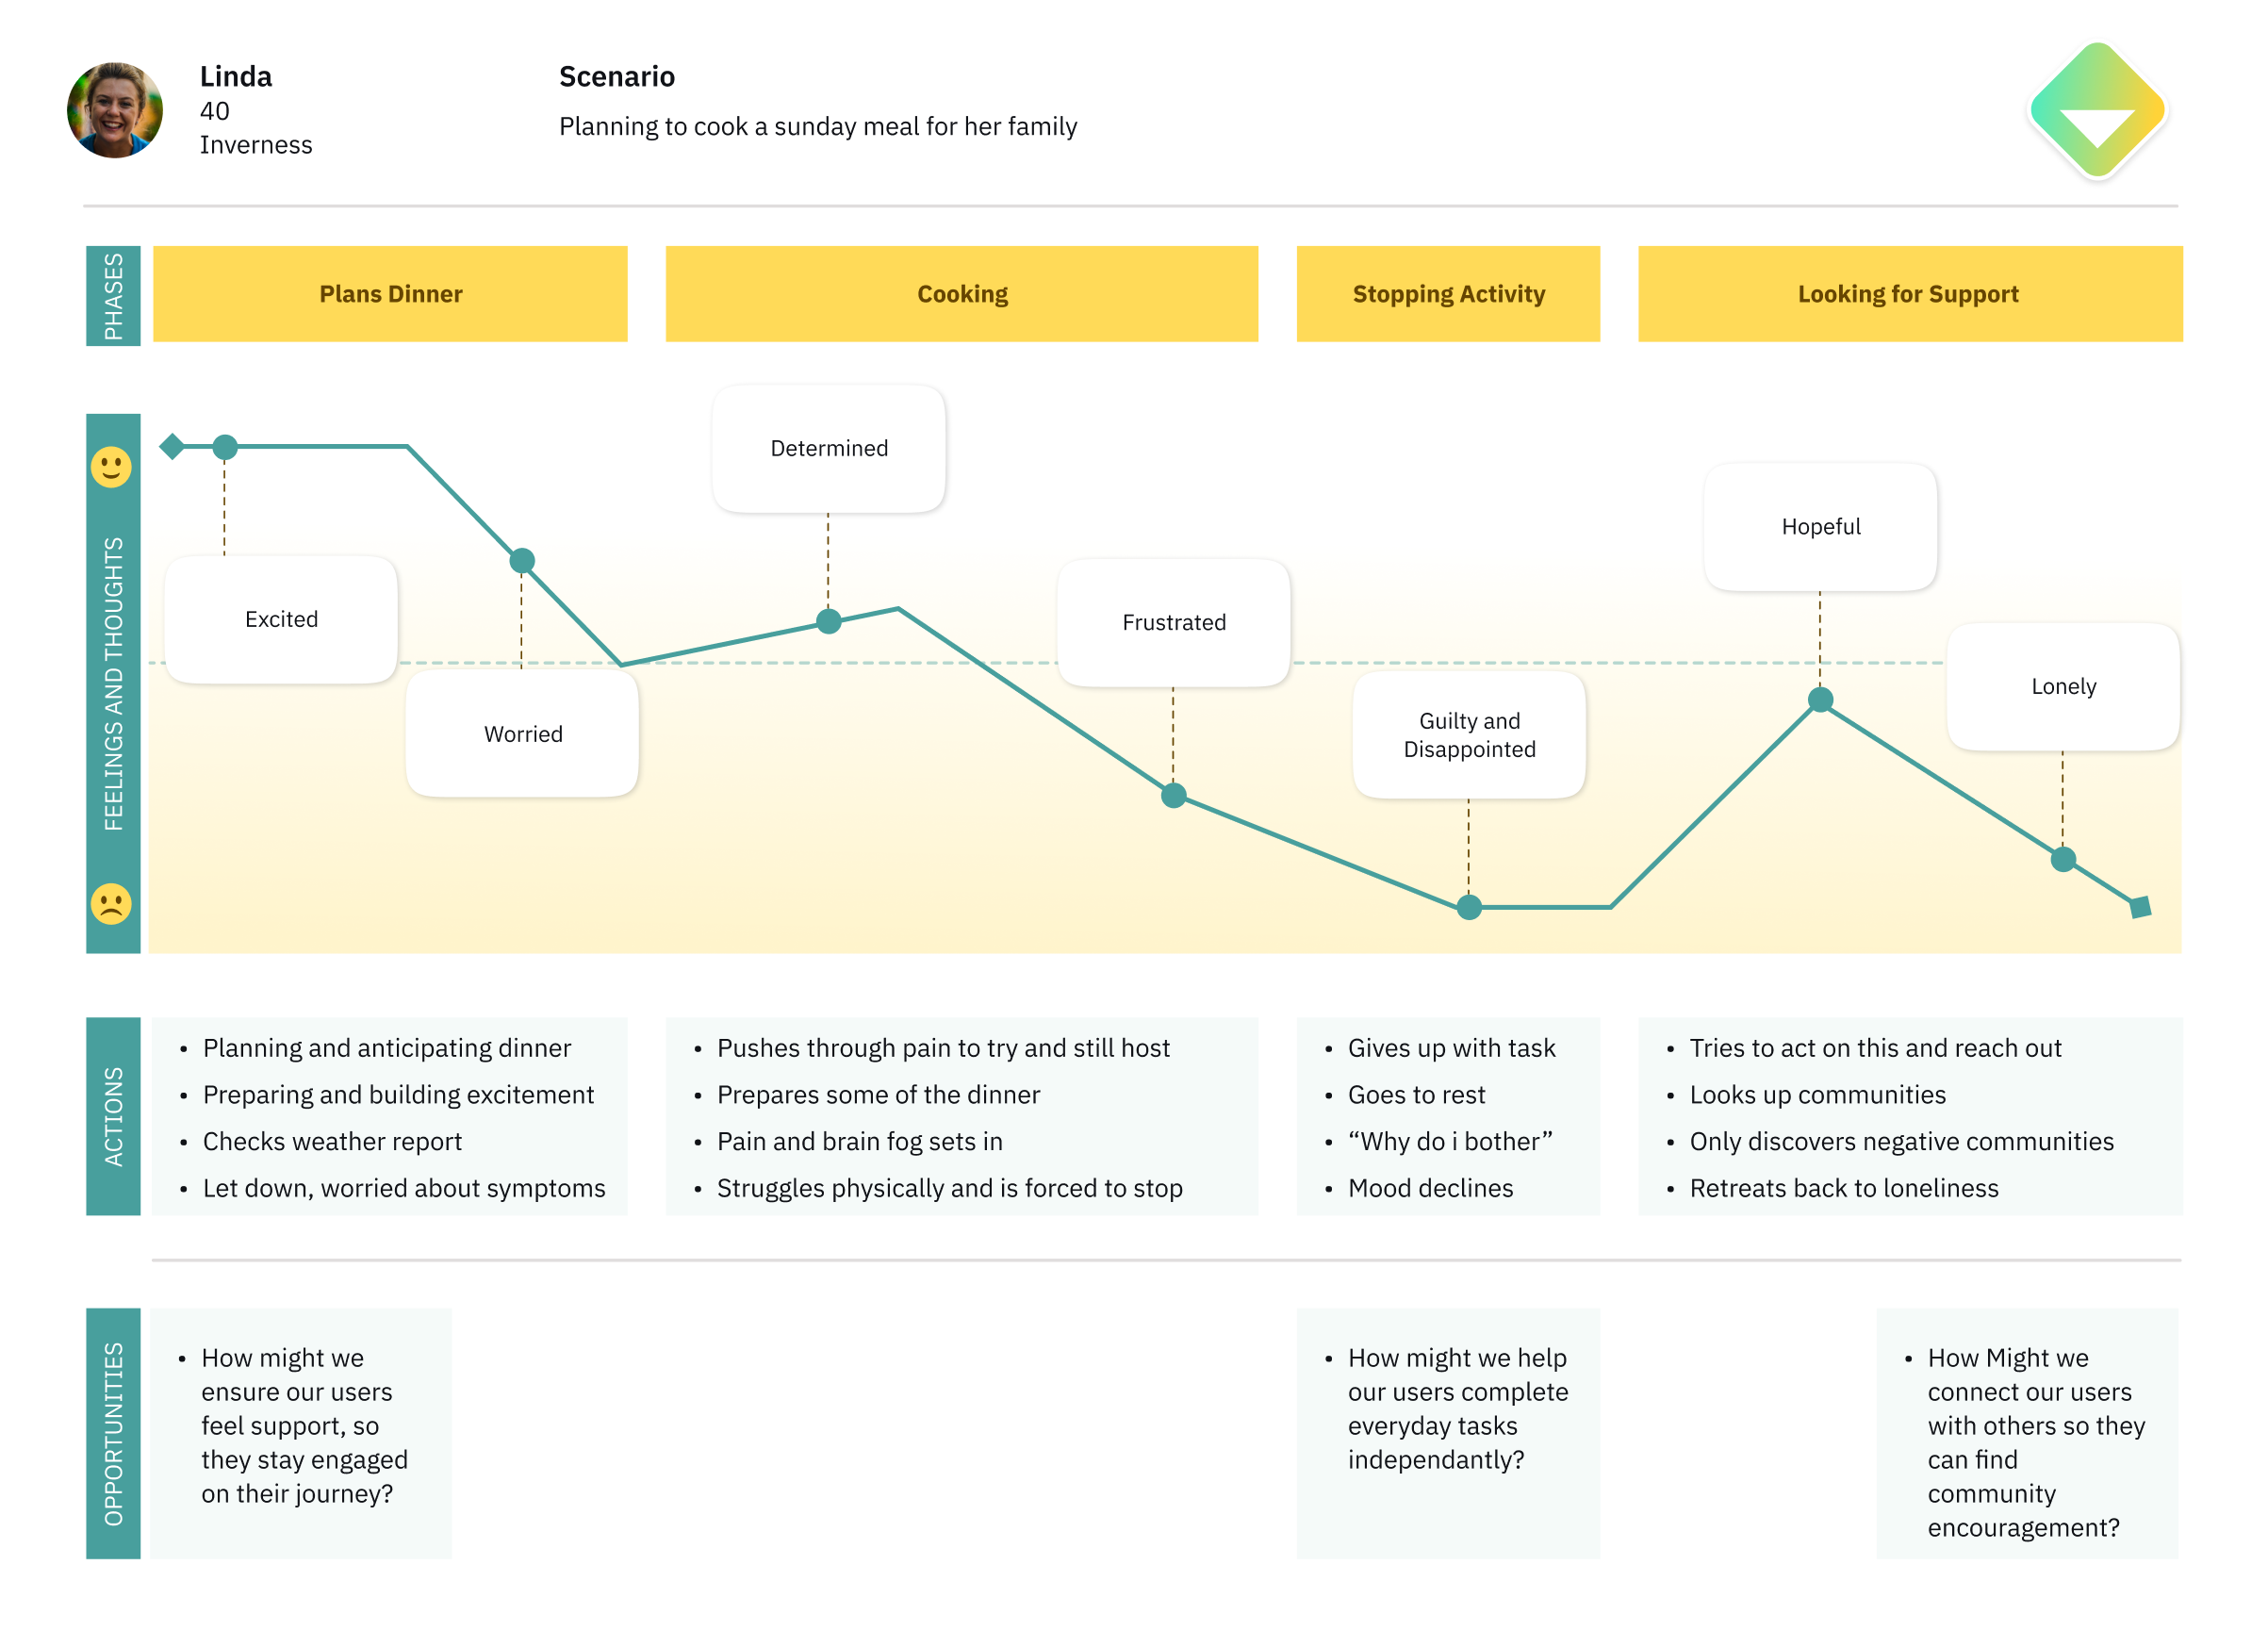 Linda
40
Inverness
Scenario
Planning to cook a sunday meal for her family
PHASES
Plans Dinner
Cooking
Stopping Activity
Looking for Support
FEELINGS AND THOUGHTS
Excited
Worried
Determined
Frustrated
Guilty and
Disappointed
Hopeful
Lonely
ACTIONS
• Planning and anticipating dinner
• Preparing and building excitement
• Checks weather report
• Let down, worried about symptoms
• Pushes through pain to try and still host
• Prepares some of the dinner
• Pain and brain fog sets in
• Struggles physically and is forced to stop
• Gives up with task
• Goes to rest
• “Why do i bother”
• Mood declines
• Tries to act on this and reach out
• Looks up communities
• Only discovers negative communities
• Retreats back to loneliness
OPPORTUNITIES
• How might we
ensure our users
feel support, so
they stay engaged
on their journey?
• How might we help
our users complete
everyday tasks
independantly?
• How Might we
connect our users
with others so they
can find
community
encouragement?